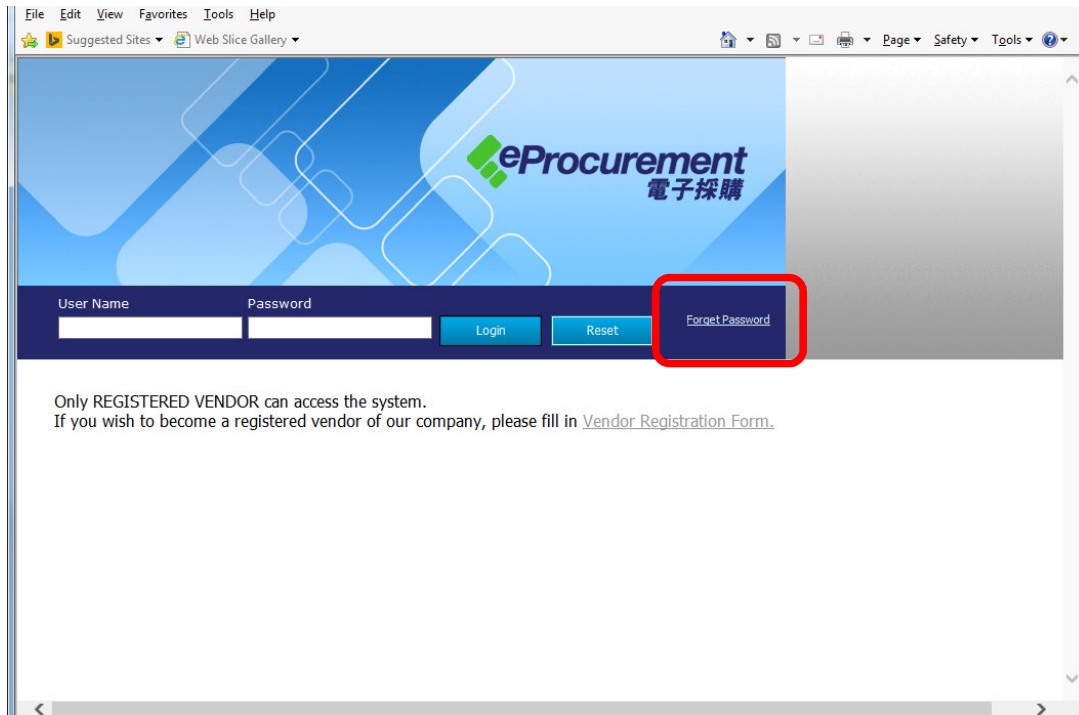 File Edit View Favorites Tools Help
Suggested Sites Web Slice Gallery Page Safety Tools
eProcurement
電子採購
User Name Password
Login Reset Forget Password
Only REGISTERED VENDOR can access the system.
If you wish to become a registered vendor of our company, please fill in Vendor Registration Form.